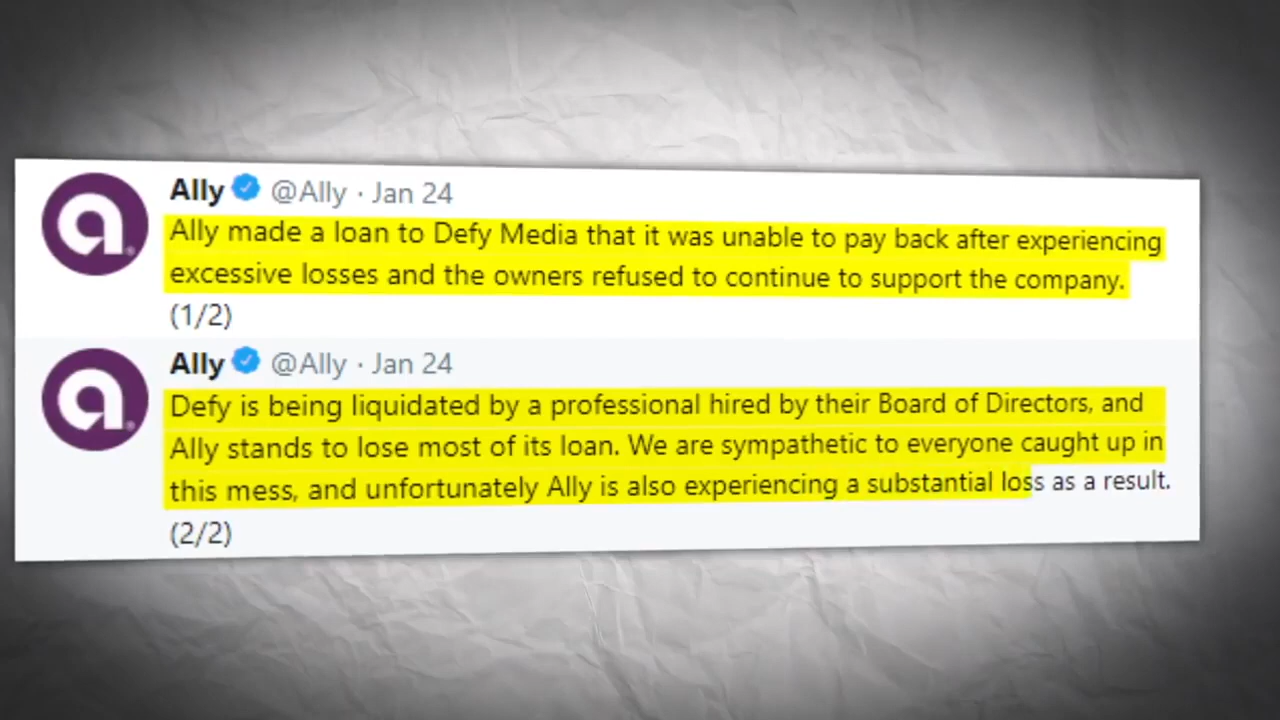 Ally @Ally · Jan 24
Ally made a loan to Defy Media that it was unable to pay back after experiencing
excessive losses and the owners refused to continue to support the company.
(1/2)
Ally @Ally · Jan 24
Defy is being liquidated by a professional hired by their Board of Directors, and
Ally stands to lose most of its loan. We are sympathetic to everyone caught up in
this mess, and unfortunately Ally is also experiencing a substantial loss as a result.
(2/2)